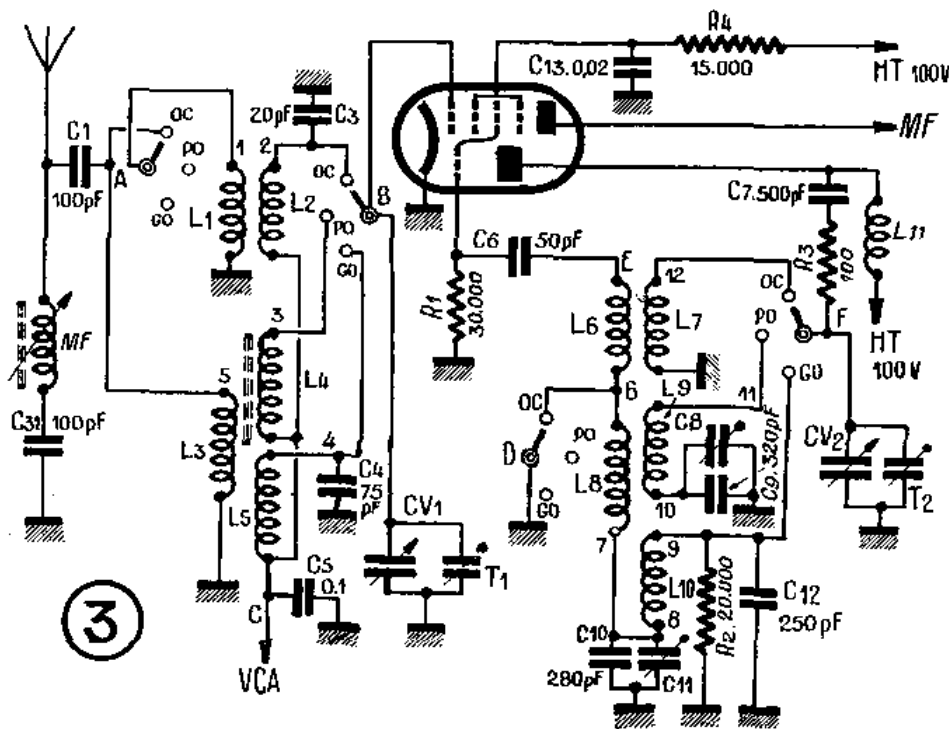 R4
15.000
HT 100V
C13.0,02
MF
20pF
C3
C1
100pF
A
OC
PO
GO
1
2
L1
L2
OC
PO
GO
B
C7.500pF
R3
100
L11
HT
100V
C6
50pF
E
12
R1
30.000
L6
L7
OC
PO
GO
F
MF
C32
100pF
3
L4
5
L3
4
L5
C4
75
pF
CV1
T1
C5
0.1
C
VCA
6
OC
D
PO
GO
L8
L9
11
C8
C9.320pF
10
CV2
T2
7
9
L10
8
R2.20.000
C12
250pF
C10
280pF
C11
3